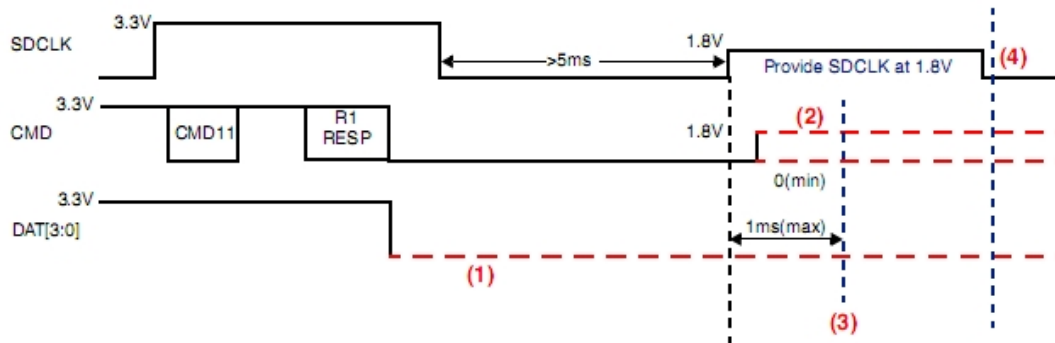 3.3V
SDCLK
>5ms
1.8V
Provide SDCLK at 1.8V
(4)
3.3V
CMD
CMD11
R1
RESP
1.8V
(2)
0(min)
3.3V
DAT[3:0]
1ms(max)
(1)
(3)